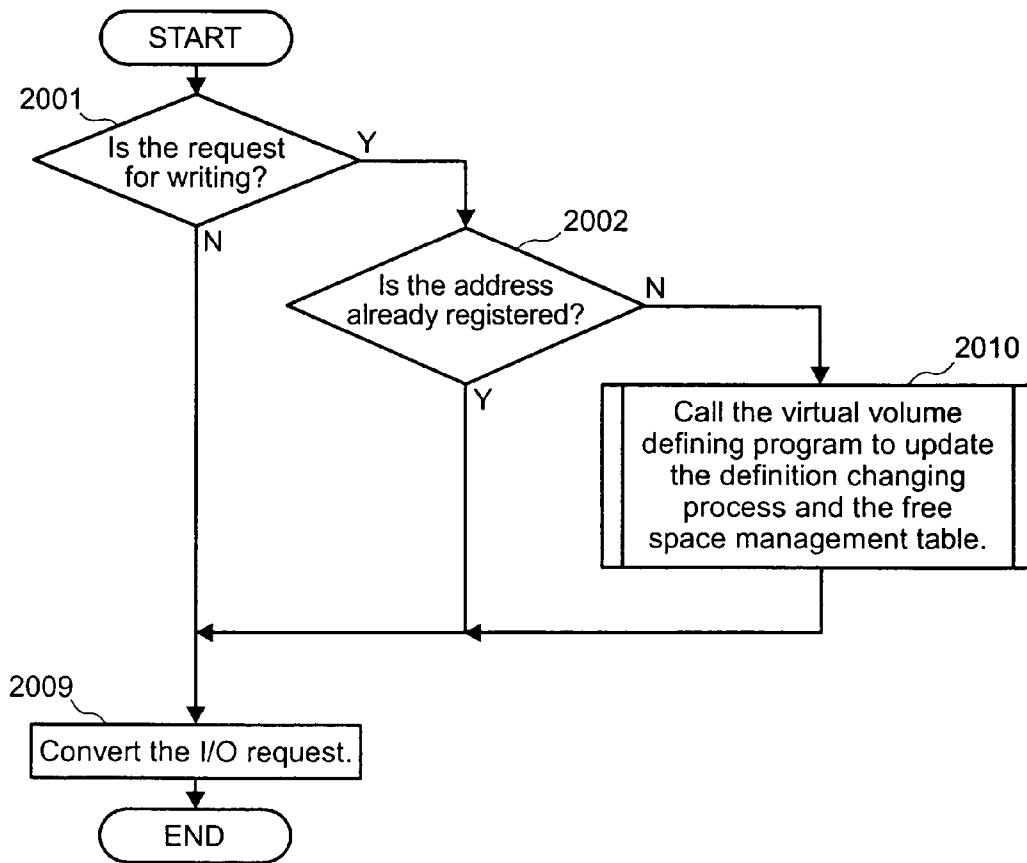 START
2001
Is the request
for writing?
Y
N
2002
Is the address
already registered?
N
Y
2010
Call the virtual volume
defining program to update
the definition changing
process and the free
space management table.
2009
Convert the I/O request.
END